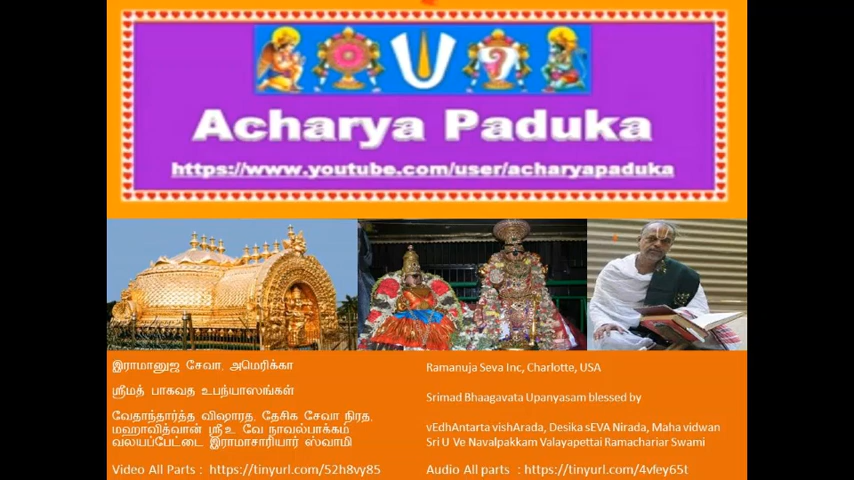 Acharya Paduka
https://www.youtube.com/user/acharyapaduka
இராமானுஜ சேவா, அமெரிக்கா
ஸ்ரீமத் பாகவத உபந்யாஸங்கள்
வேதாந்தார்த்த விஷாரத, தேசிக சேவா நிரத,
மஹாவித்வான் ஸ்ரீ உ வே நாவல்பாக்கம்
வலயப்பேட்டை இராமாசாரியார் ஸ்வாமி
Video All Parts : https://tinyurl.com/52h8vy85
Ramanuja Seva Inc, Charlotte, USA
Srimad Bhaagavata Upanyasam blessed by
vEdhAntarta vishArada, Desika sEVA Nirada, Maha vidwan
Sri U Ve Navalpakkam Valayapettai Ramachariar Swami
Audio All parts : https://tinyurl.com/4vfey65t